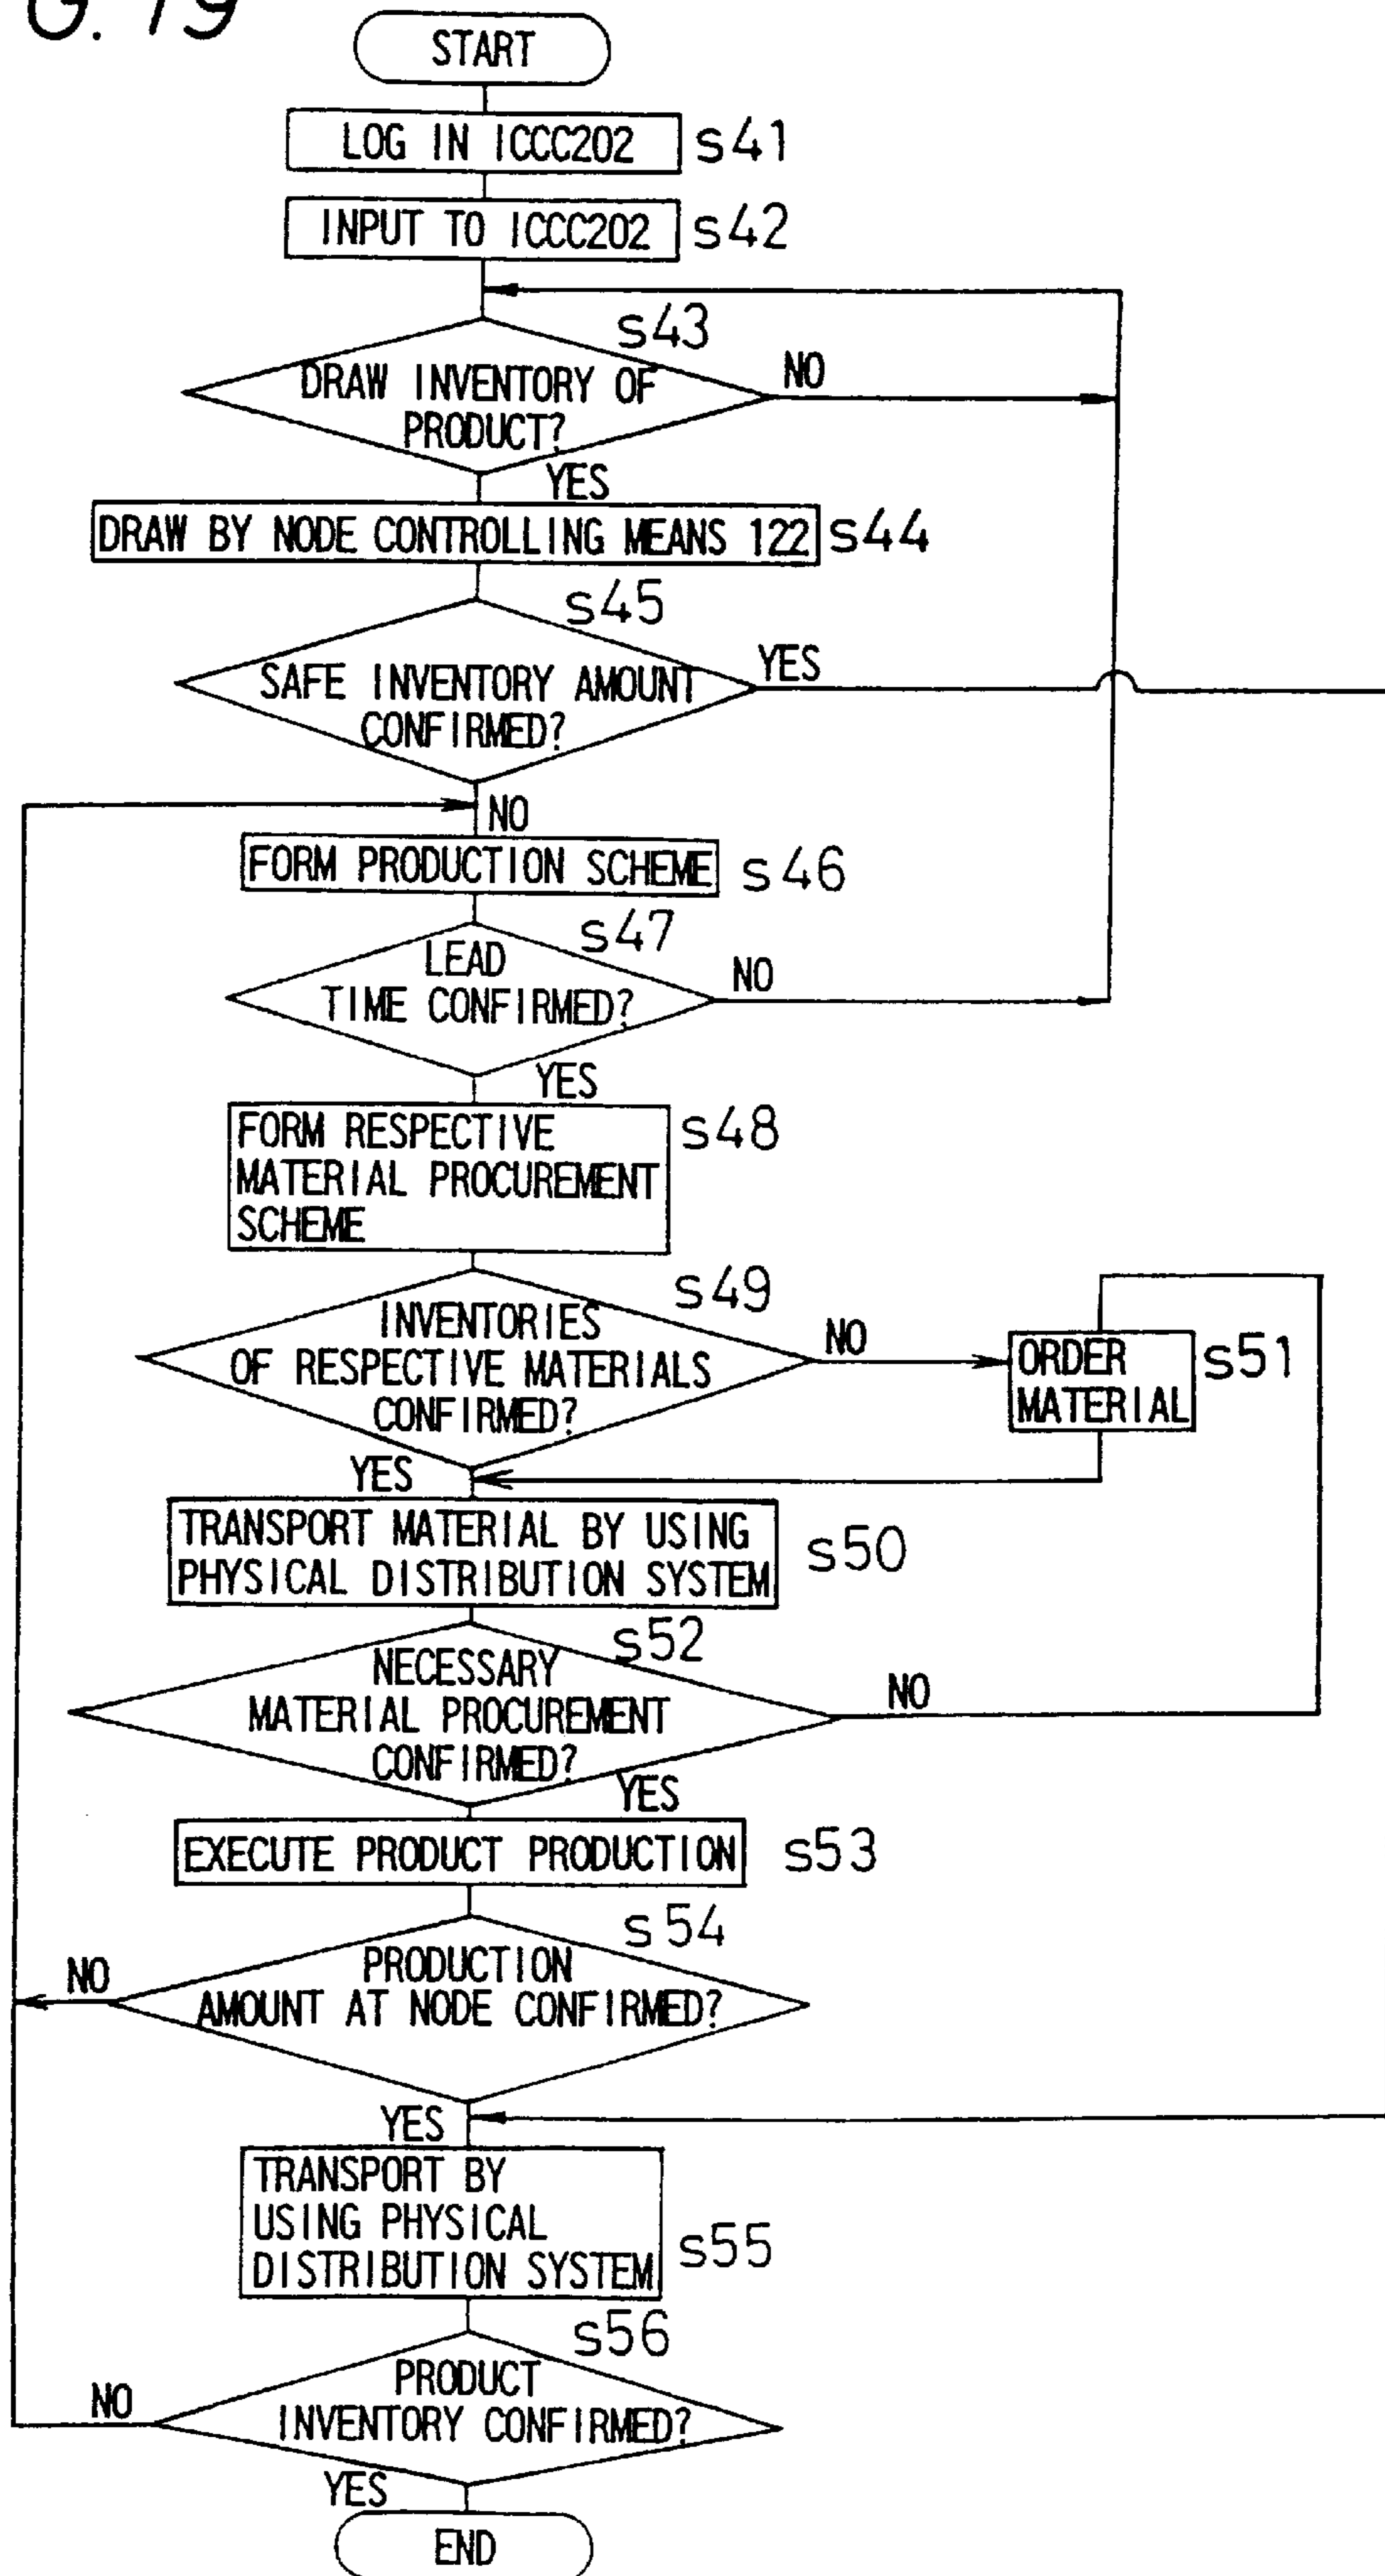 G. 19
START
LOG IN ICCC202
s41
INPUT TO ICCC202
s42
s43
DRAW INVENTORY OF
PRODUCT?
NO
YES
DRAW BY NODE CONTROLLING MEANS 122
s44
s45
SAFE INVENTORY AMOUNT
CONFIRMED?
YES
NO
FORM PRODUCTION SCHEME
s46
s47
LEAD
TIME CONFIRMED?
NO
YES
FORM RESPECTIVE
MATERIAL PROCUREMENT
SCHEME
s48
s49
INVENTORIES
OF RESPECTIVE MATERIALS
CONFIRMED?
NO
ORDER
MATERIAL
s51
YES
TRANSPORT MATERIAL BY USING
PHYSICAL DISTRIBUTION SYSTEM
s50
s52
NECESSARY
MATERIAL PROCUREMENT
CONFIRMED?
NO
YES
EXECUTE PRODUCT PRODUCTION
s53
s54
PRODUCTION
AMOUNT AT NODE CONFIRMED?
NO
YES
TRANSPORT BY
USING PHYSICAL
DISTRIBUTION SYSTEM
s55
s56
PRODUCT
INVENTORY CONFIRMED?
NO
YES
END